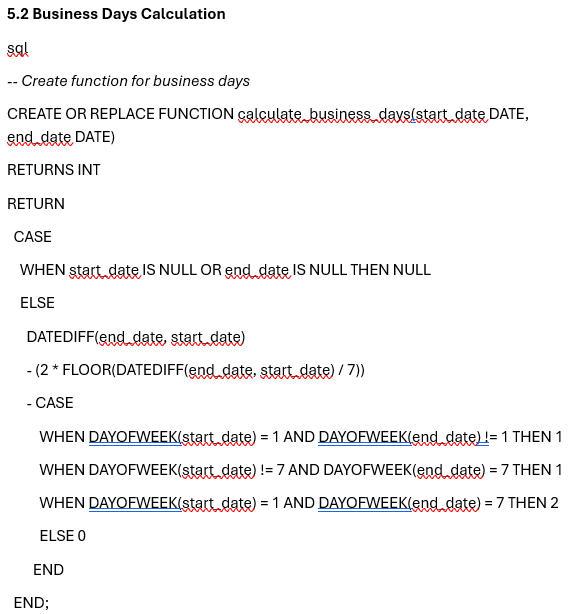 5.2 Business Days Calculation
sql
-- Create function for business days
CREATE OR REPLACE FUNCTION calculate_business_days(start_date DATE,
end_date DATE)
RETURNS INT
RETURN
CASE
WHEN start_date IS NULL OR end_date IS NULL THEN NULL
ELSE
DATEDIFF(end_date, start_date)
- (2 * FLOOR(DATEDIFF(end_date, start_date) / 7))
- CASE
WHEN DAYOFWEEK(start_date) = 1 AND DAYOFWEEK(end_date) != 1 THEN 1
WHEN DAYOFWEEK(start_date) != 7 AND DAYOFWEEK(end_date) = 7 THEN 1
WHEN DAYOFWEEK(start_date) = 1 AND DAYOFWEEK(end_date) = 7 THEN 2
ELSE 0
END
END;